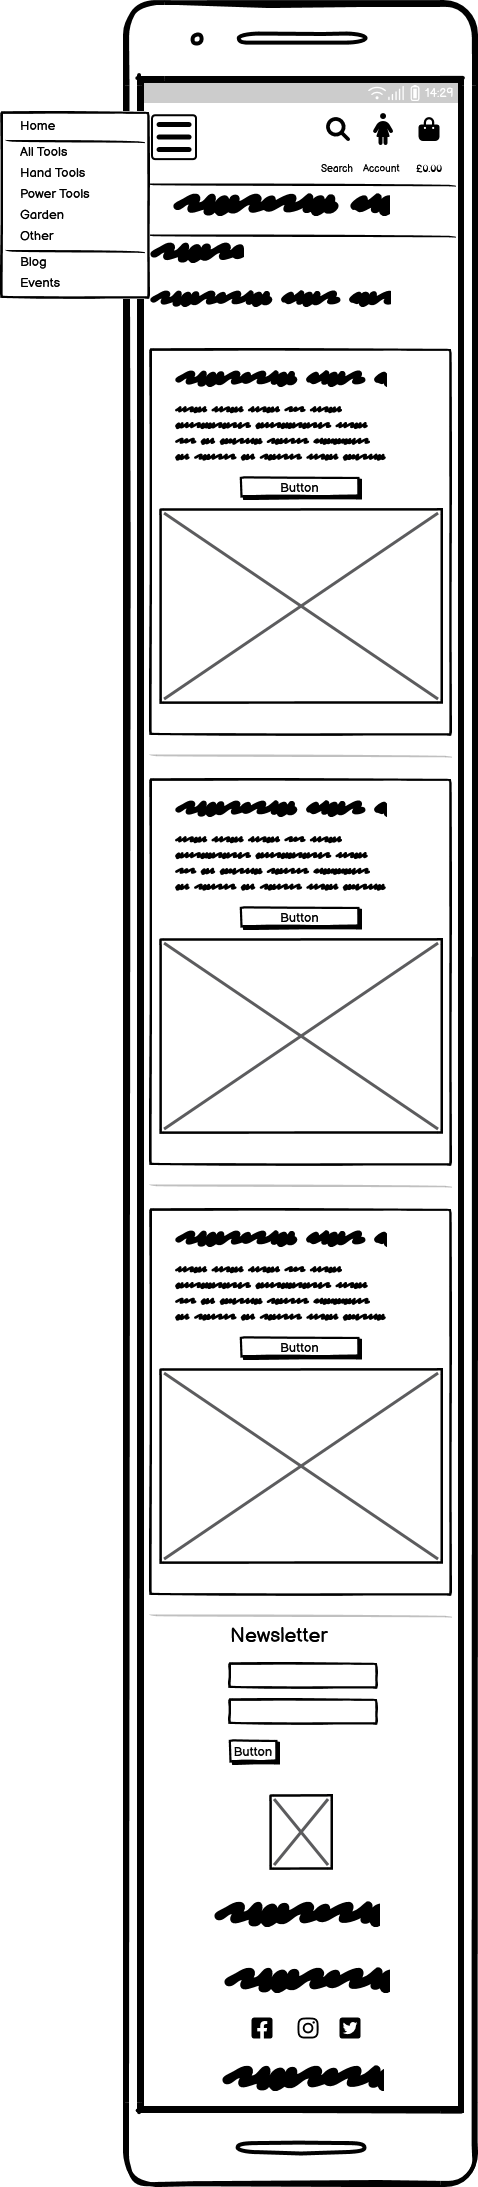 14:29
Home
All Tools
Hand Tools
Power Tools
Garden
Other
Blog
Events
Search Account £0.00
Button
Button
Button
Newsletter
Button